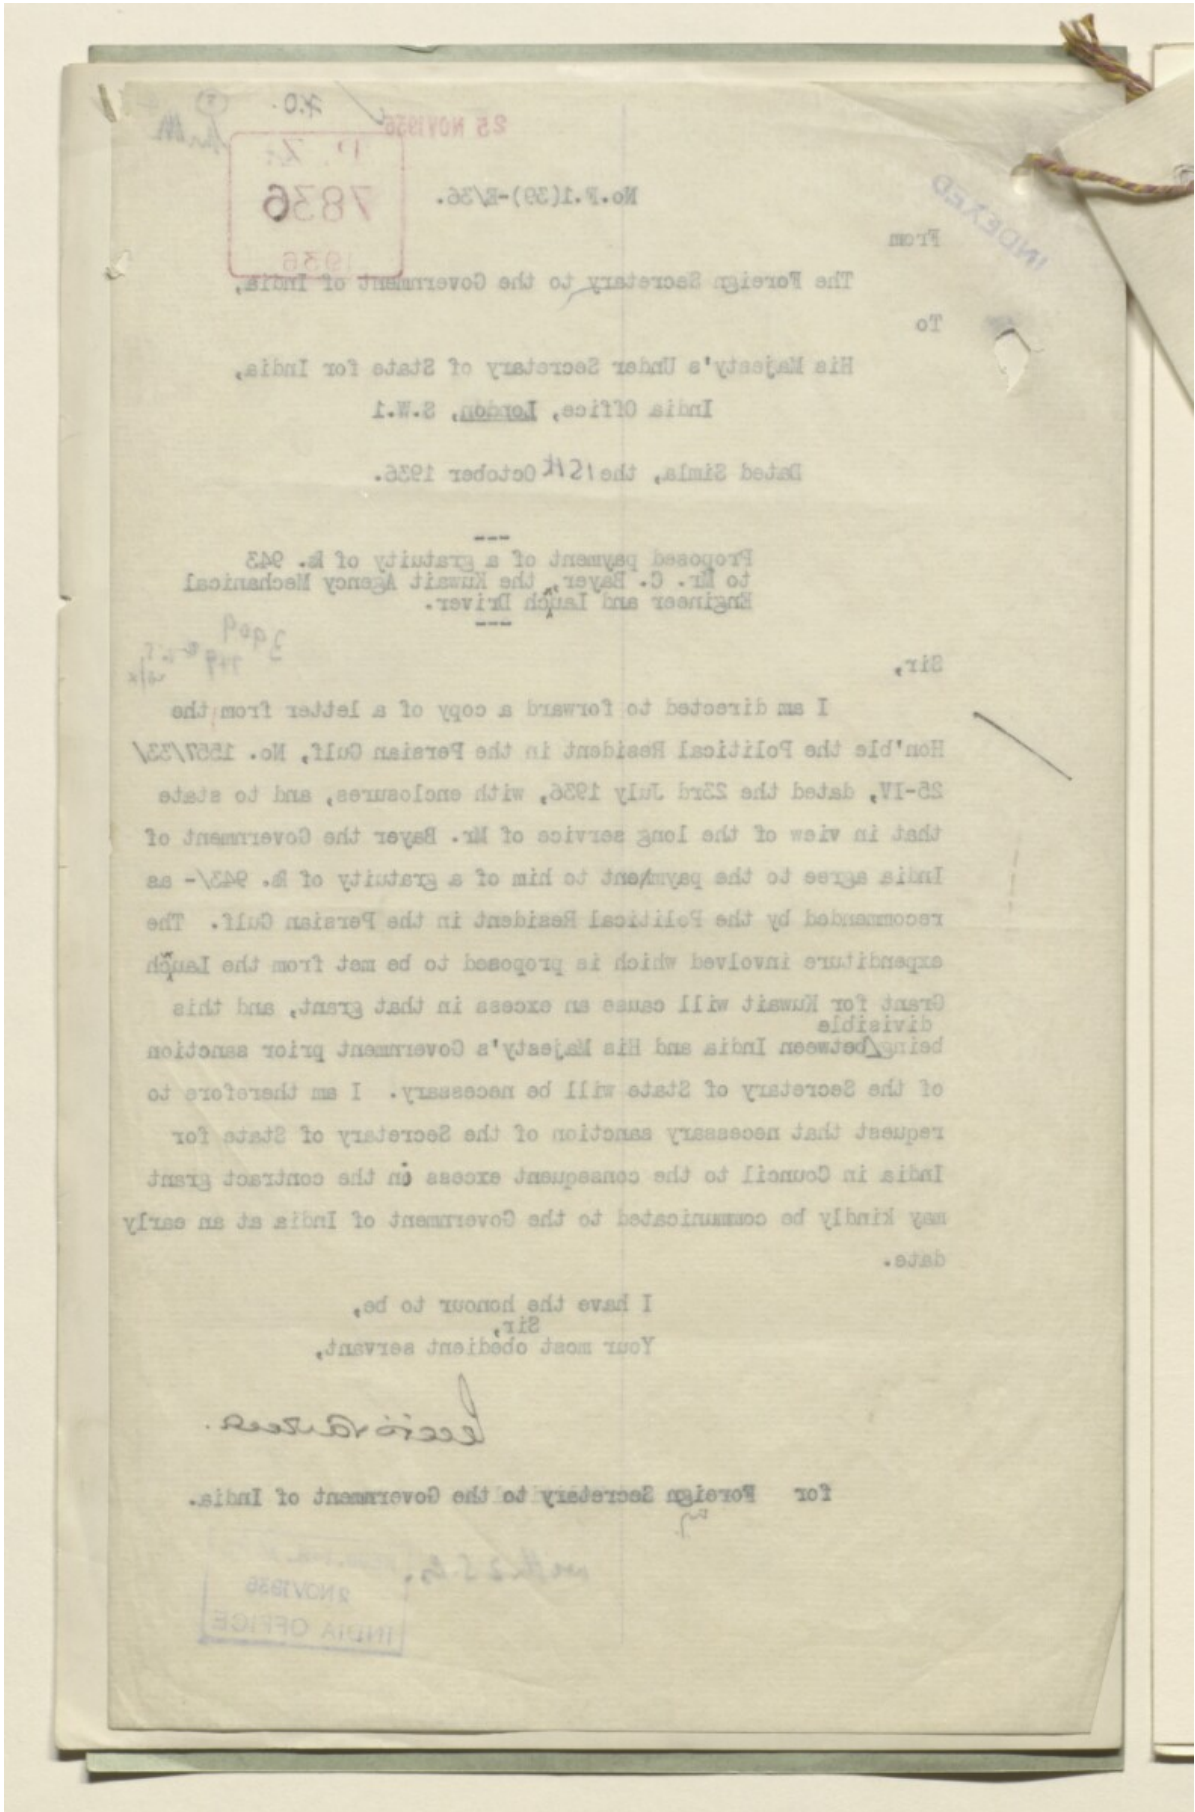 25 NOV 1936
P. Z.
7836
1936
INDEXED
No.F.1(39)-E/36.
From
The Foreign Secretary to the Government of India,
To
His Majesty's Under Secretary of State for India,
India Office, London, S.W.1
Dated Simla, the 15th October 1936.
---
Proposed payment of a gratuity of Rs. 943
to Mr. C. Bayer, the Kuwait Agency Mechanical
Engineer and Launch Driver.
---
3909
Sir,
I am directed to forward a copy of a letter from the
Hon'ble the Political Resident in the Persian Gulf, No. 1557/33/
25-IV, dated the 23rd July 1936, with enclosures, and to state
that in view of the long service of Mr. Bayer the Government of
India agree to the payment to him of a gratuity of Rs. 943/- as
recommended by the Political Resident in the Persian Gulf. The
expenditure involved which is proposed to be met from the Launch
Grant for Kuwait will cause an excess in that grant, and this
divisible
being between India and His Majesty's Government prior sanction
of the Secretary of State will be necessary. I am therefore to
request that necessary sanction of the Secretary of State for
India in Council to the consequent excess in the contract grant
may kindly be communicated to the Government of India at an early
date.
I have the honour to be,
Sir,
Your most obedient servant,
for Foreign Secretary to the Government of India.
2 NOV 1936
INDIA OFFICE